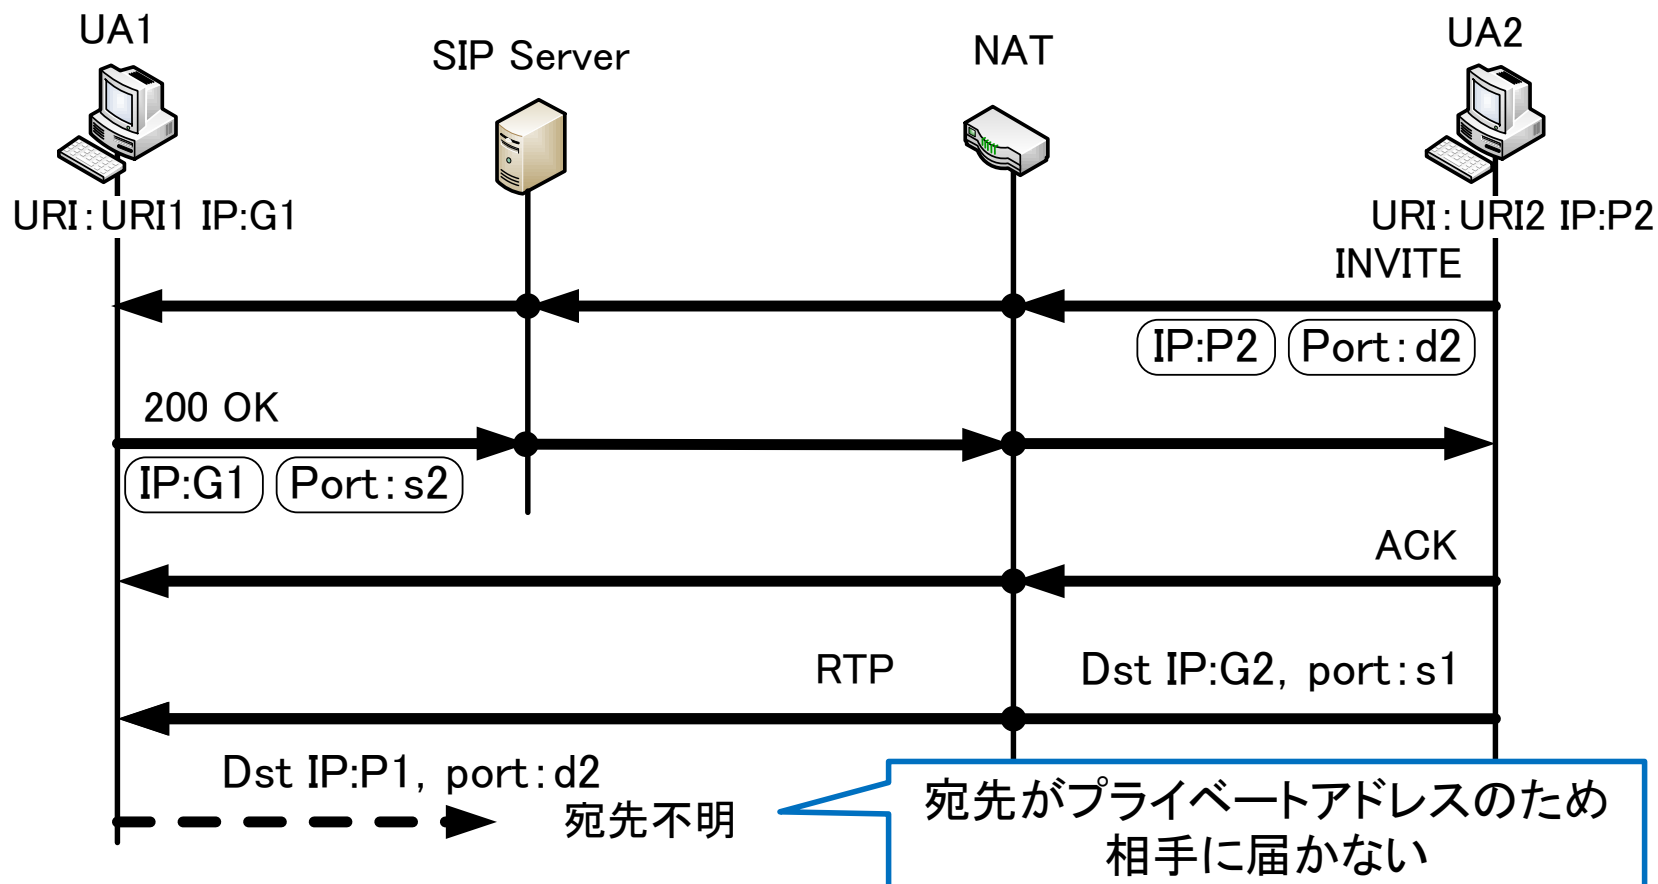 UA1
SIP Server
NAT
UA2
URI:URI1 IP:G1
URI:URI2 IP:P2
INVITE
IP:P2 Port:d2
200 OK
IP:G1 Port:s2
ACK
RTP
Dst IP:G2, port:s1
Dst IP:P1, port:d2
宛先不明
宛先がプライベートアドレスのため
相手に届かない